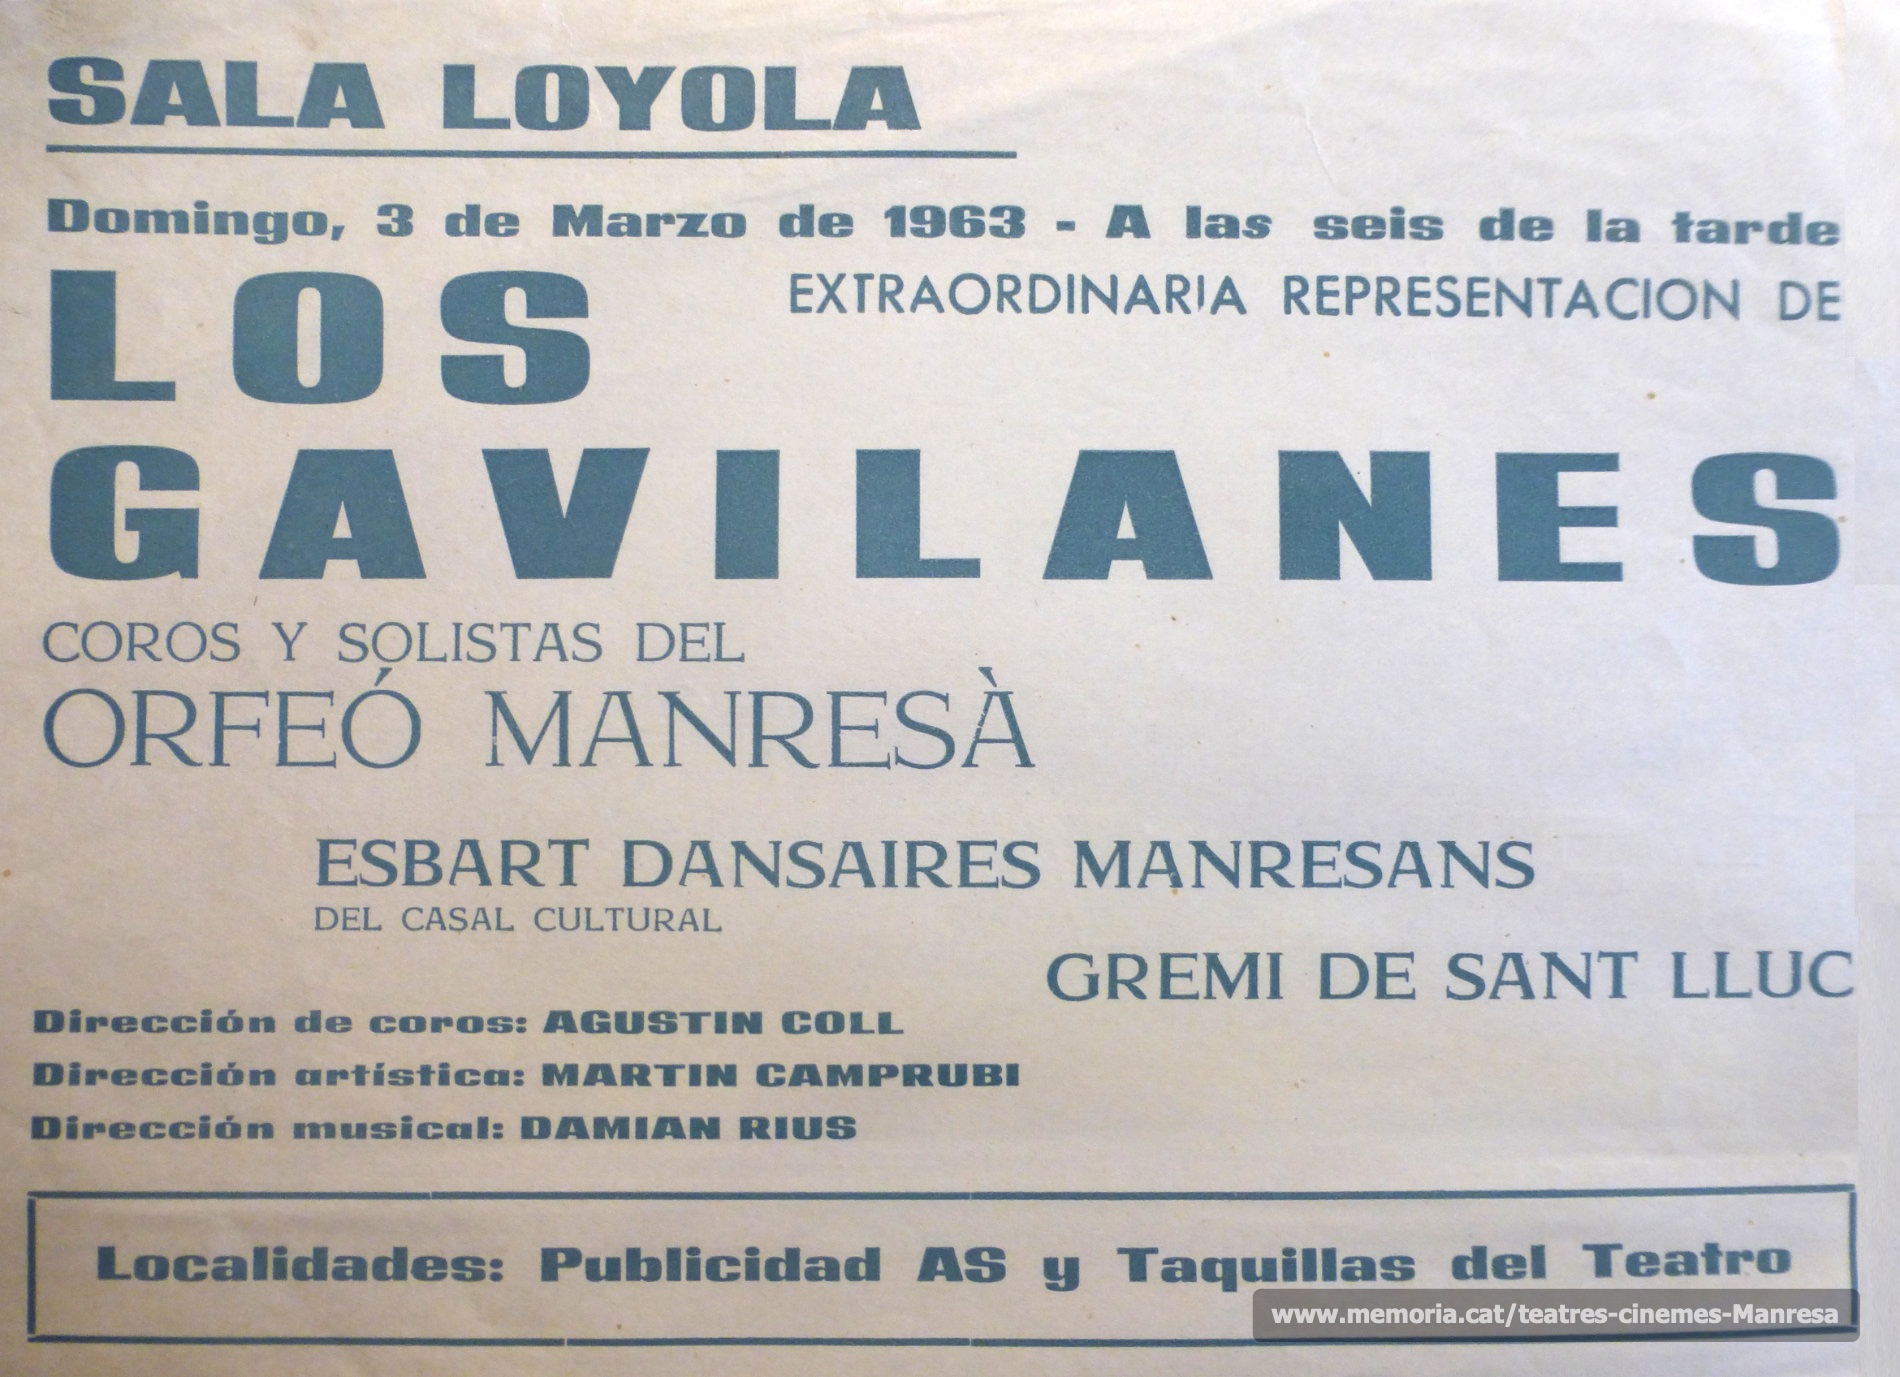 SALA LOYOLA
Domingo, 3 de Marzo de 1963 - A las seis de la tarde
EXTRAORDINARIA REPRESENTACION DE
LOS
GAVILANES
COROS Y SOLISTAS DEL
ORFEÓ MANRESÀ
ESBART DANSAIRES MANRESANS
DEL CASAL CULTURAL
GREMI DE SANT LLUC
Dirección de coros: AGUSTIN COLL
Dirección artística: MARTIN CAMPRUBI
Dirección musical: DAMIAN RIUS
Localidades: Publicidad AS y Taquillas del Teatro
www.memoria.cat/teatres-cinemes-Manresa